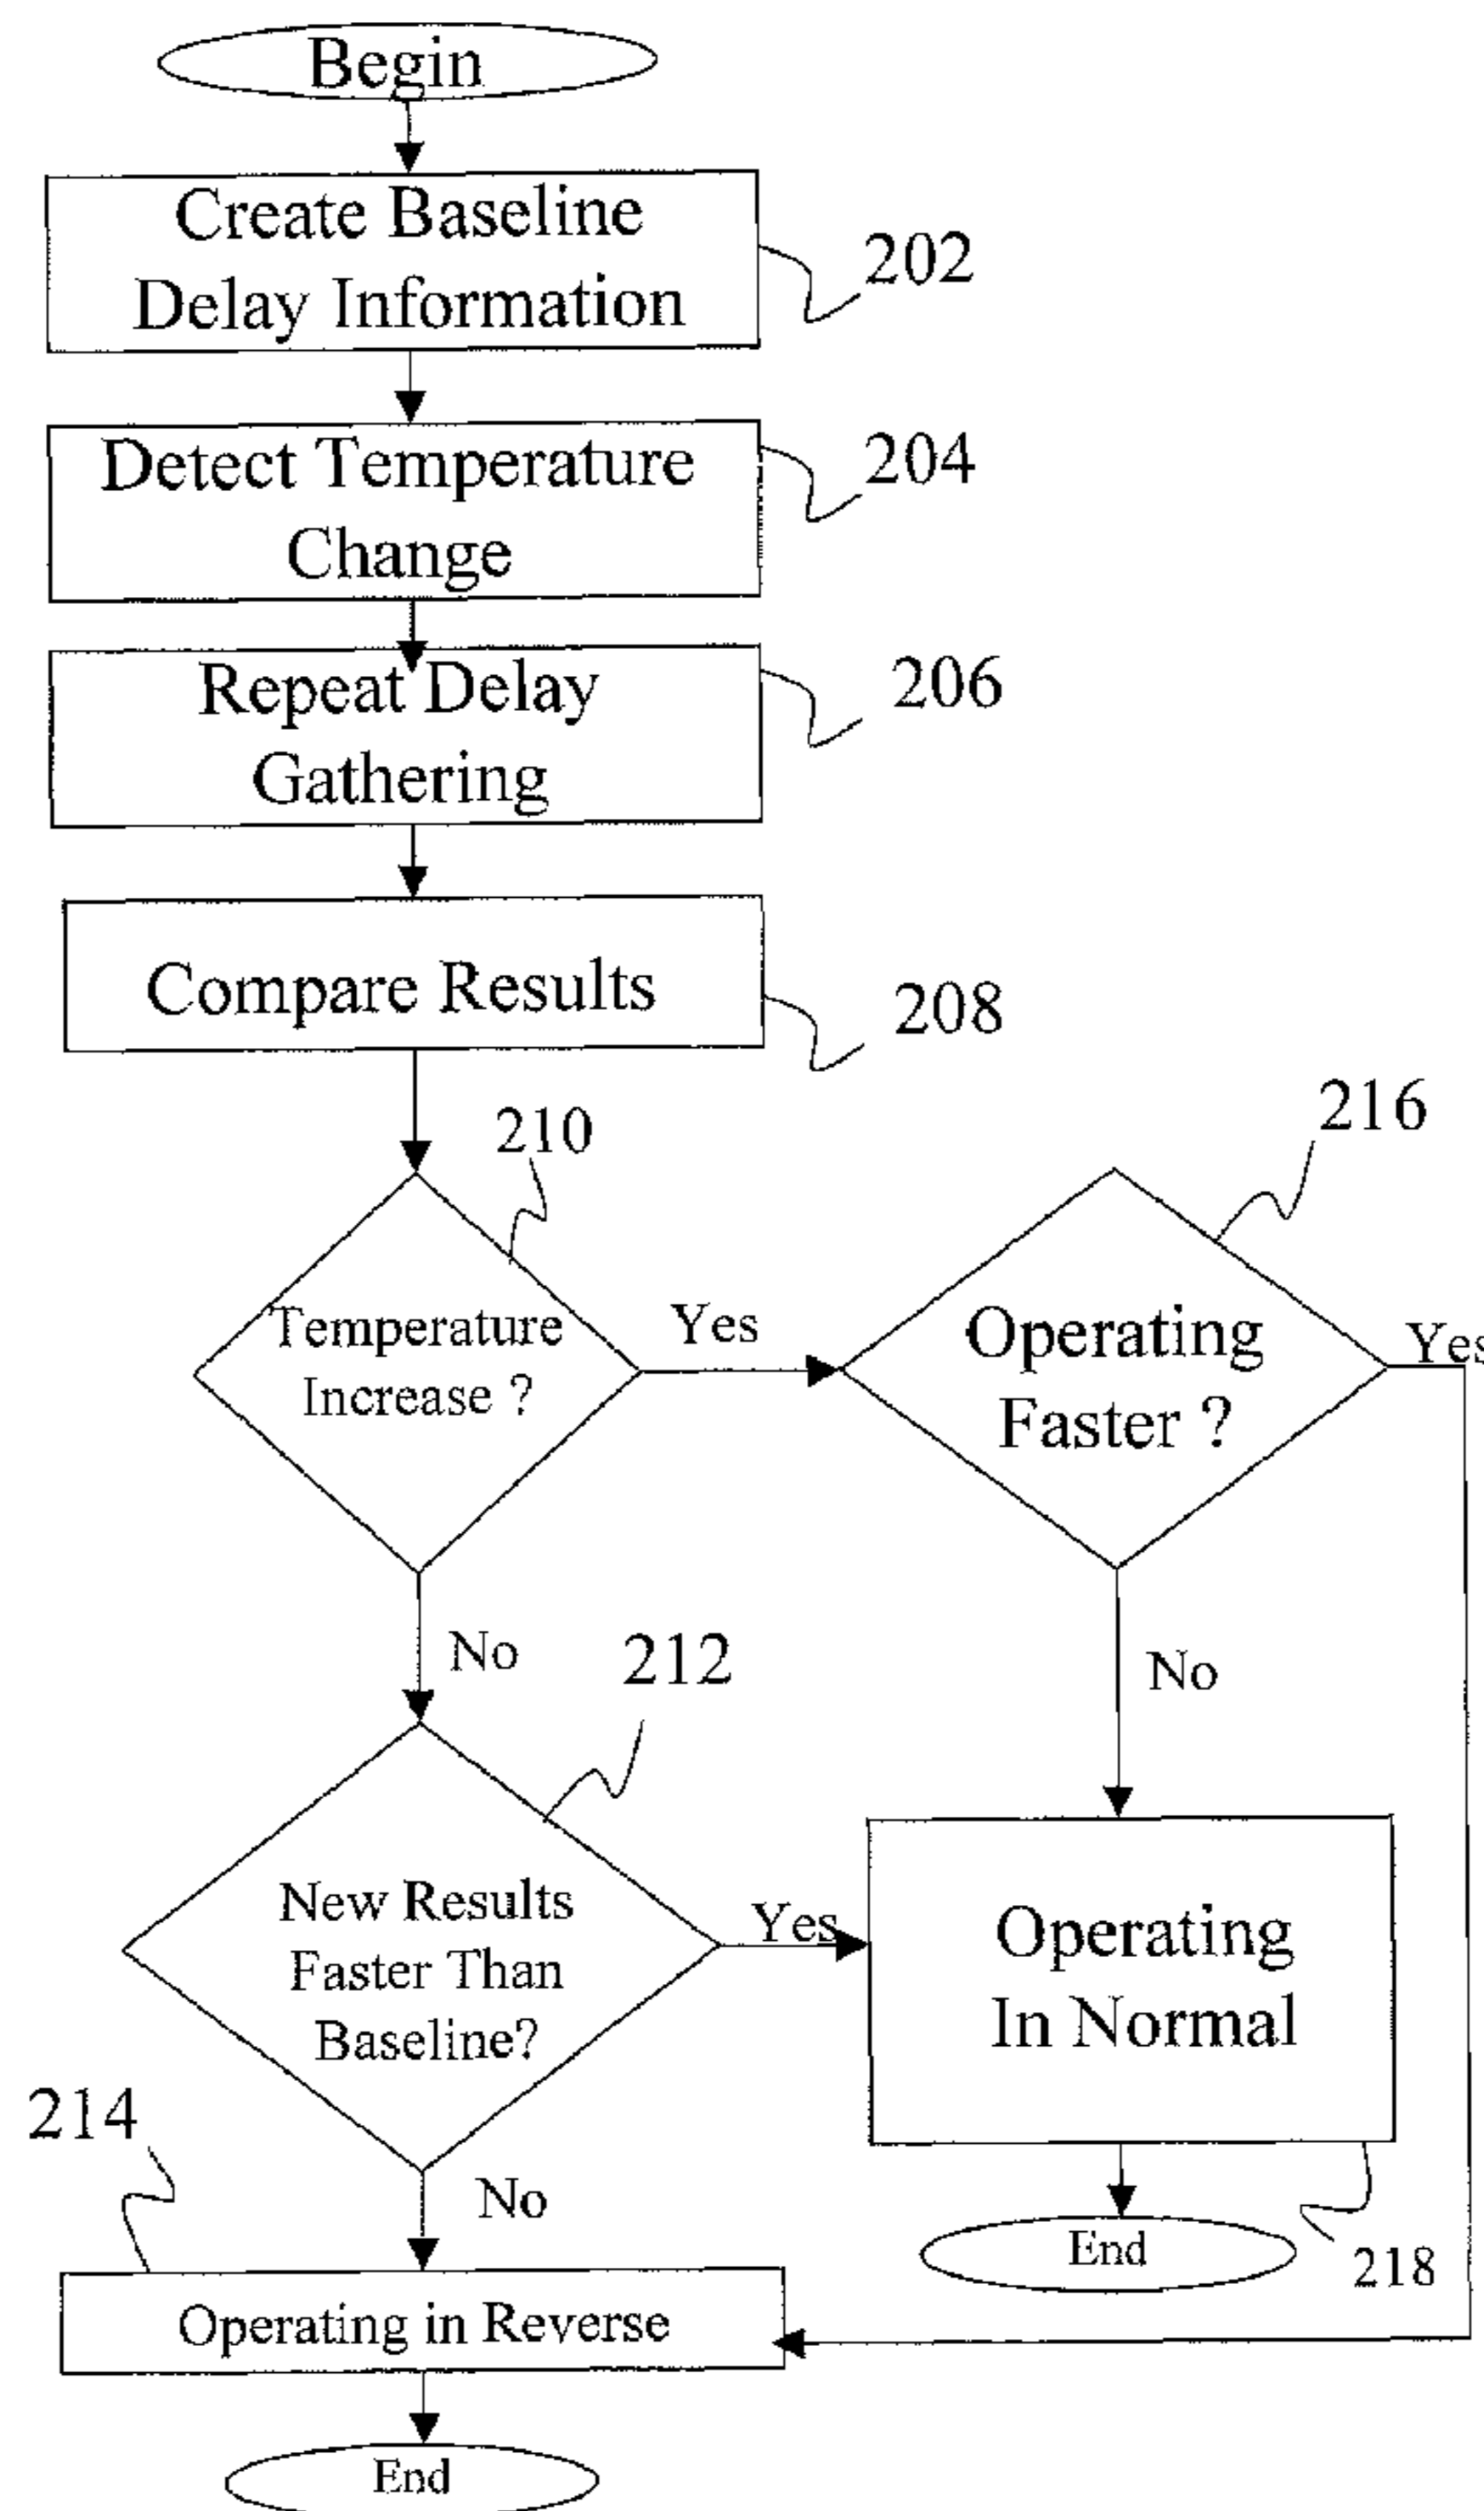 Begin
Create Baseline
Delay Information
202
Detect Temperature
Change
204
Repeat Delay
Gathering
206
Compare Results
208
210
216
Temperature
Increase ?
Yes
Operating
Faster ?
Yes
No
212
No
New Results
Faster Than
Baseline?
Yes
Operating
In Normal
214
No
End
218
Operating in Reverse
End